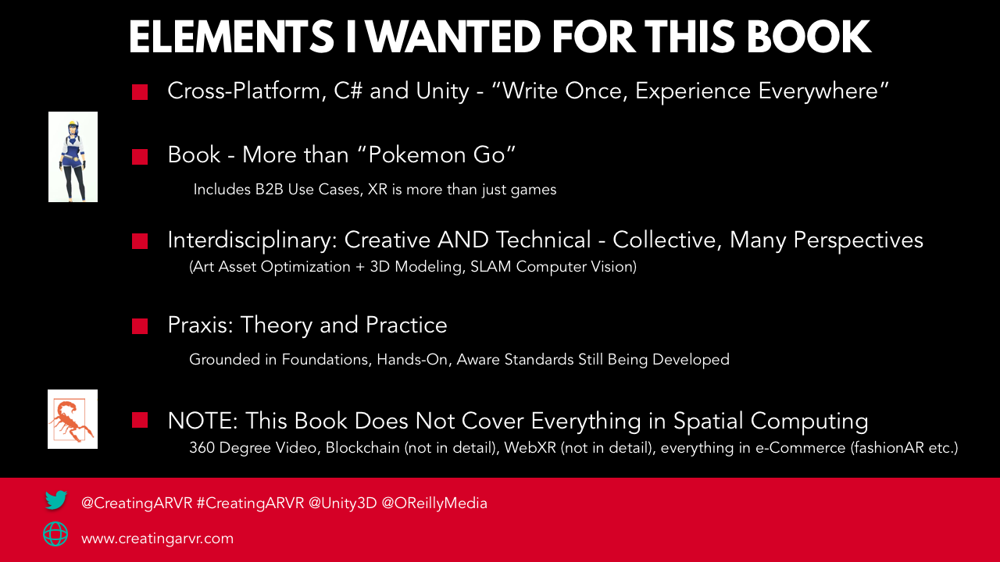 ELEMENTS I WANTED FOR THIS BOOK
Cross-Platform, C# and Unity - “Write Once, Experience Everywhere”
Book - More than “Pokemon Go”
Includes B2B Use Cases, XR is more than just games
Interdisciplinary: Creative AND Technical - Collective, Many Perspectives
(Art Asset Optimization + 3D Modeling, SLAM Computer Vision)
Praxis: Theory and Practice
Grounded in Foundations, Hands-On, Aware Standards Still Being Developed
NOTE: This Book Does Not Cover Everything in Spatial Computing
360 Degree Video, Blockchain (not in detail), WebXR (not in detail), everything in e-Commerce (fashionAR etc.)
@CreatingARVR #CreatingARVR @Unity3D @OReillyMedia
www.creatingarvr.com